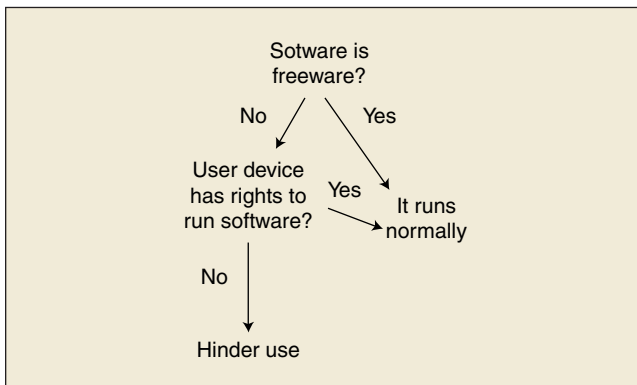 Sotware is
freeware?
No
Yes
User device
has rights to
run software?
Yes
It runs
normally
No
Hinder use